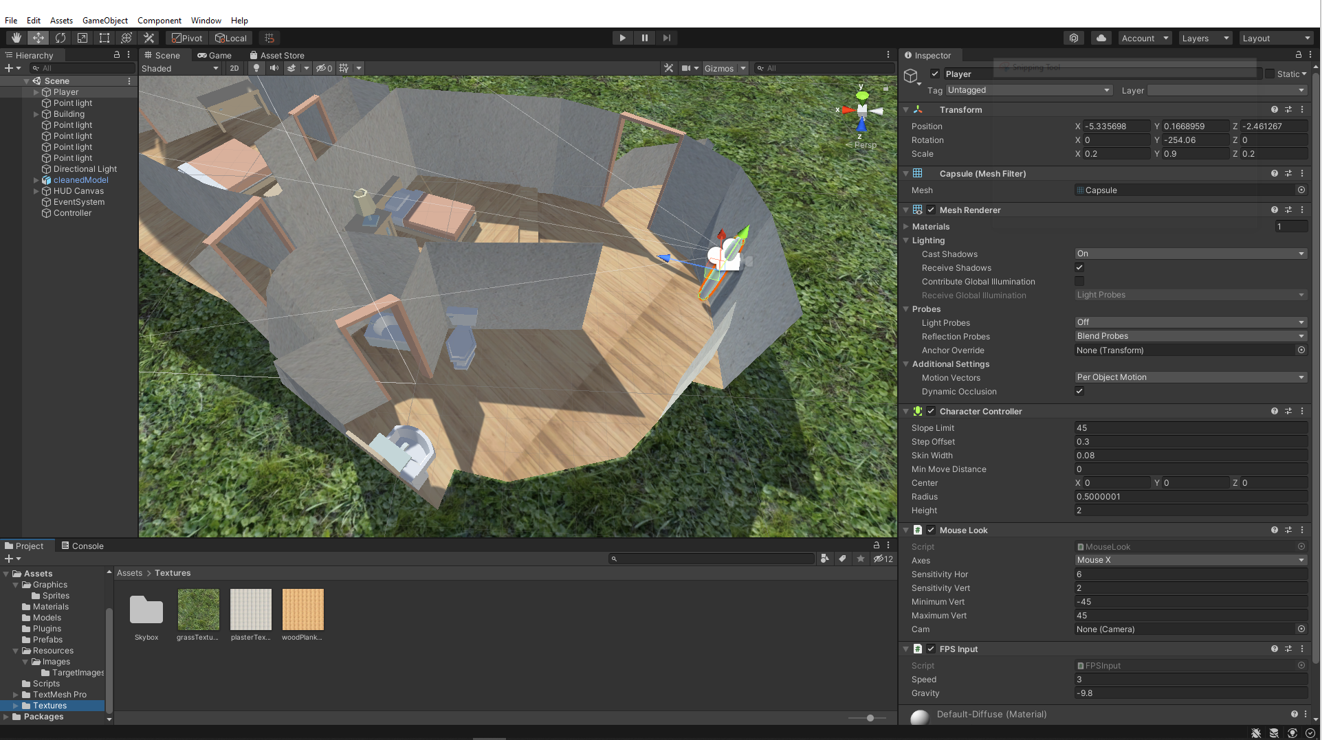 File Edit Assets GameObject Component Window Help
Pivot Local Account Layers Layout
Hierarchy
All
Scene
Player
Point light
Building
Point light
Point light
Point light
Point light
Directional Light
cleanedModel
HUD Canvas
EventSystem
Controller
Scene Game Asset Store
Shaded 2D 0 Gizmos All
y
x
z
Persp
Inspector
Player Static
Tag Untagged Layer
Transform
Position X -5.335698 Y 0.1668959 Z -2.461267
Rotation X 0 Y -254.06 Z 0
Scale X 0.2 Y 0.9 Z 0.2
Capsule (Mesh Filter)
Mesh Capsule
Mesh Renderer
Materials 1
Lighting
Cast Shadows On
Receive Shadows
Contribute Global Illumination
Receive Global Illumination Light Probes
Probes
Light Probes Off
Reflection Probes Blend Probes
Anchor Override None (Transform)
Additional Settings
Motion Vectors Per Object Motion
Dynamic Occlusion
Character Controller
Slope Limit 45
Step Offset 0.3
Skin Width 0.08
Min Move Distance 0
Center X 0 Y 0 Z 0
Radius 0.5000001
Height 2
Mouse Look
Script MouseLook
Axes Mouse X
Sensitivity Hor 6
Sensitivity Vert 2
Minimum Vert -45
Maximum Vert 45
Cam None (Camera)
FPS Input
Script FPSInput
Speed 3
Gravity -9.8
Default-Diffuse (Material)
Project Console
12
Assets
Graphics
Sprites
Materials
Models
Plugins
Prefabs
Resources
Images
TargetImages
Scripts
TextMesh Pro
Textures
Packages
Assets > Textures
Skybox grassTextu... plasterTex... woodPlank...